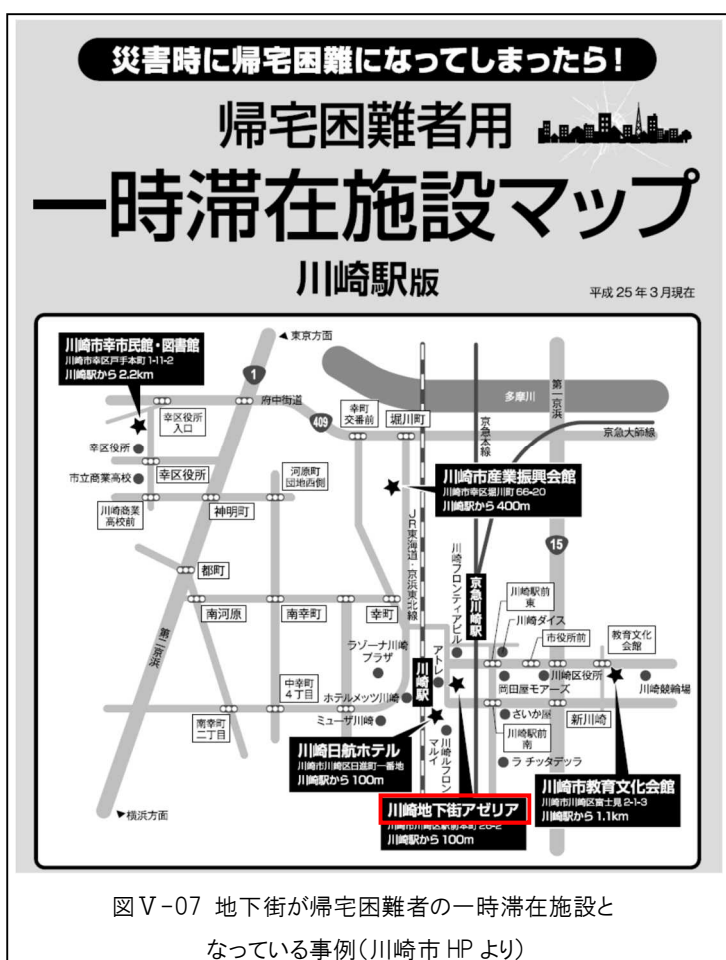 災害時に帰宅困難になってしまったら！
帰宅困難者用
一時滞在施設マップ
川崎駅版
平成25年3月現在
川崎市幸市民館・図書館
川崎市幸区戸手本町1-11-2
川崎駅から2.2km
◀東京方面
1
府中街道
409
幸町
交番前
堀川町
多摩川
京急本線
第一京浜
京急大師線
幸区役所
入口
幸区役所
市立商業高校
幸区役所
川崎商業
高校前
神明町
河原町
団地西側
川崎市産業振興会館
川崎市幸区堀川町66-20
川崎駅から400m
JR東海道・京浜東北線
川崎フロンティアビル
京急川崎駅
15
都町
南河原
南幸町
幸町
川崎駅前
東
川崎ダイス
市役所前
教育文化
会館
第二京浜
ラゾーナ川崎
プラザ
川崎駅
アトレ
岡田屋モアーズ
川崎区役所
川崎競輪場
中幸町
4丁目
ホテルメッツ川崎
ミューザ川崎
南幸町
二丁目
さいか屋
新川崎
川崎駅前
南
ラ チッタデッラ
川崎ルフロン
マルイ
川崎日航ホテル
川崎市川崎区日進町一番地
川崎駅から100m
川崎地下街アゼリア
川崎市川崎区駅前本町26-2
川崎駅から100m
川崎市教育文化会館
川崎市川崎区富士見2-1-3
川崎駅から1.1km
▶横浜方面
図Ⅴ-07 地下街が帰宅困難者の一時滞在施設と
なっている事例(川崎市HPより)